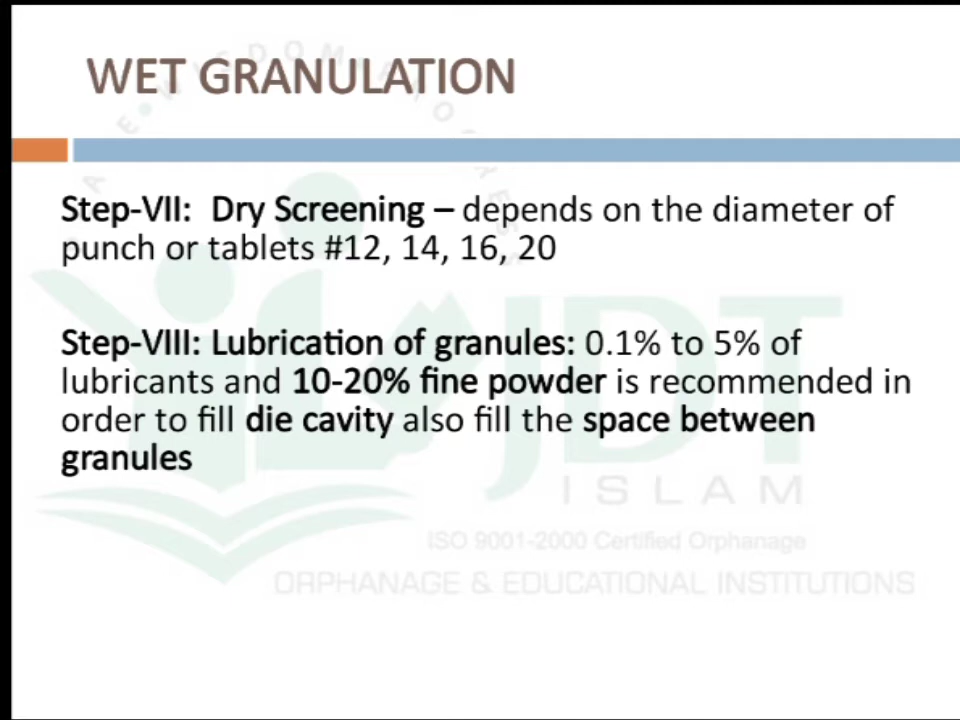 WET GRANULATION
Step-VII: Dry Screening – depends on the diameter of
punch or tablets #12, 14, 16, 20
Step-VIII: Lubrication of granules: 0.1% to 5% of
lubricants and 10-20% fine powder is recommended in
order to fill die cavity also fill the space between
granules
JDT
ISLAM
ISO 9001-2000 Certified Orphanage
ORPHANAGE & EDUCATIONAL INSTITUTIONS